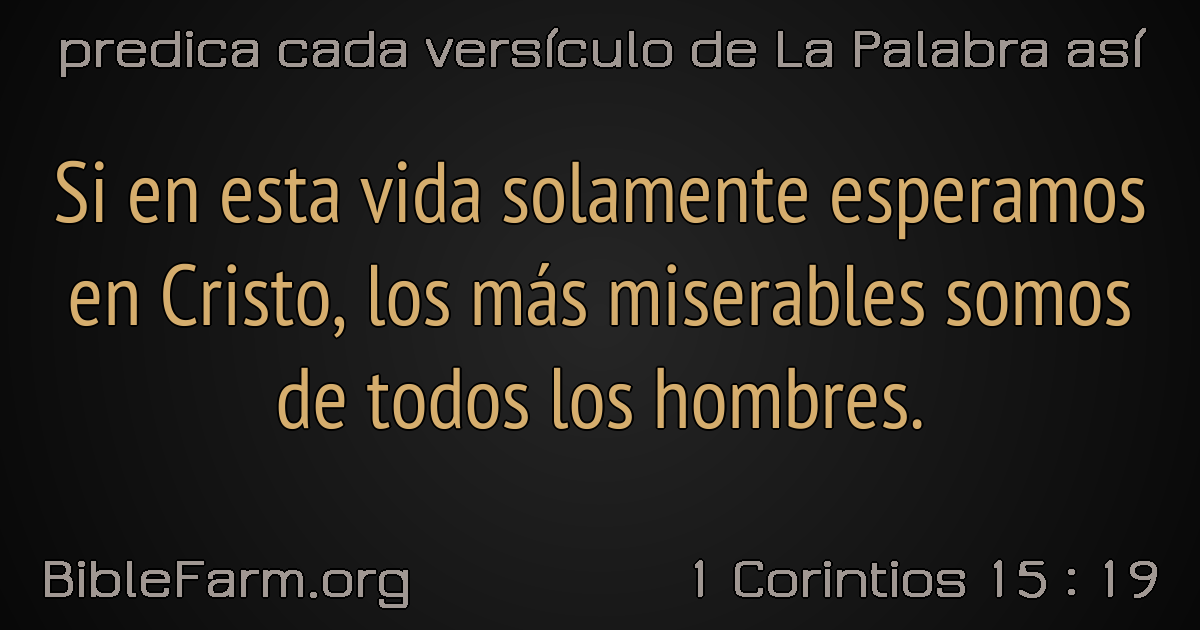 predica cada versículo de La Palabra así
Si en esta vida solamente esperamos
en Cristo, los más miserables somos
de todos los hombres.
BibleFarm.org
1 Corintios 15 : 19